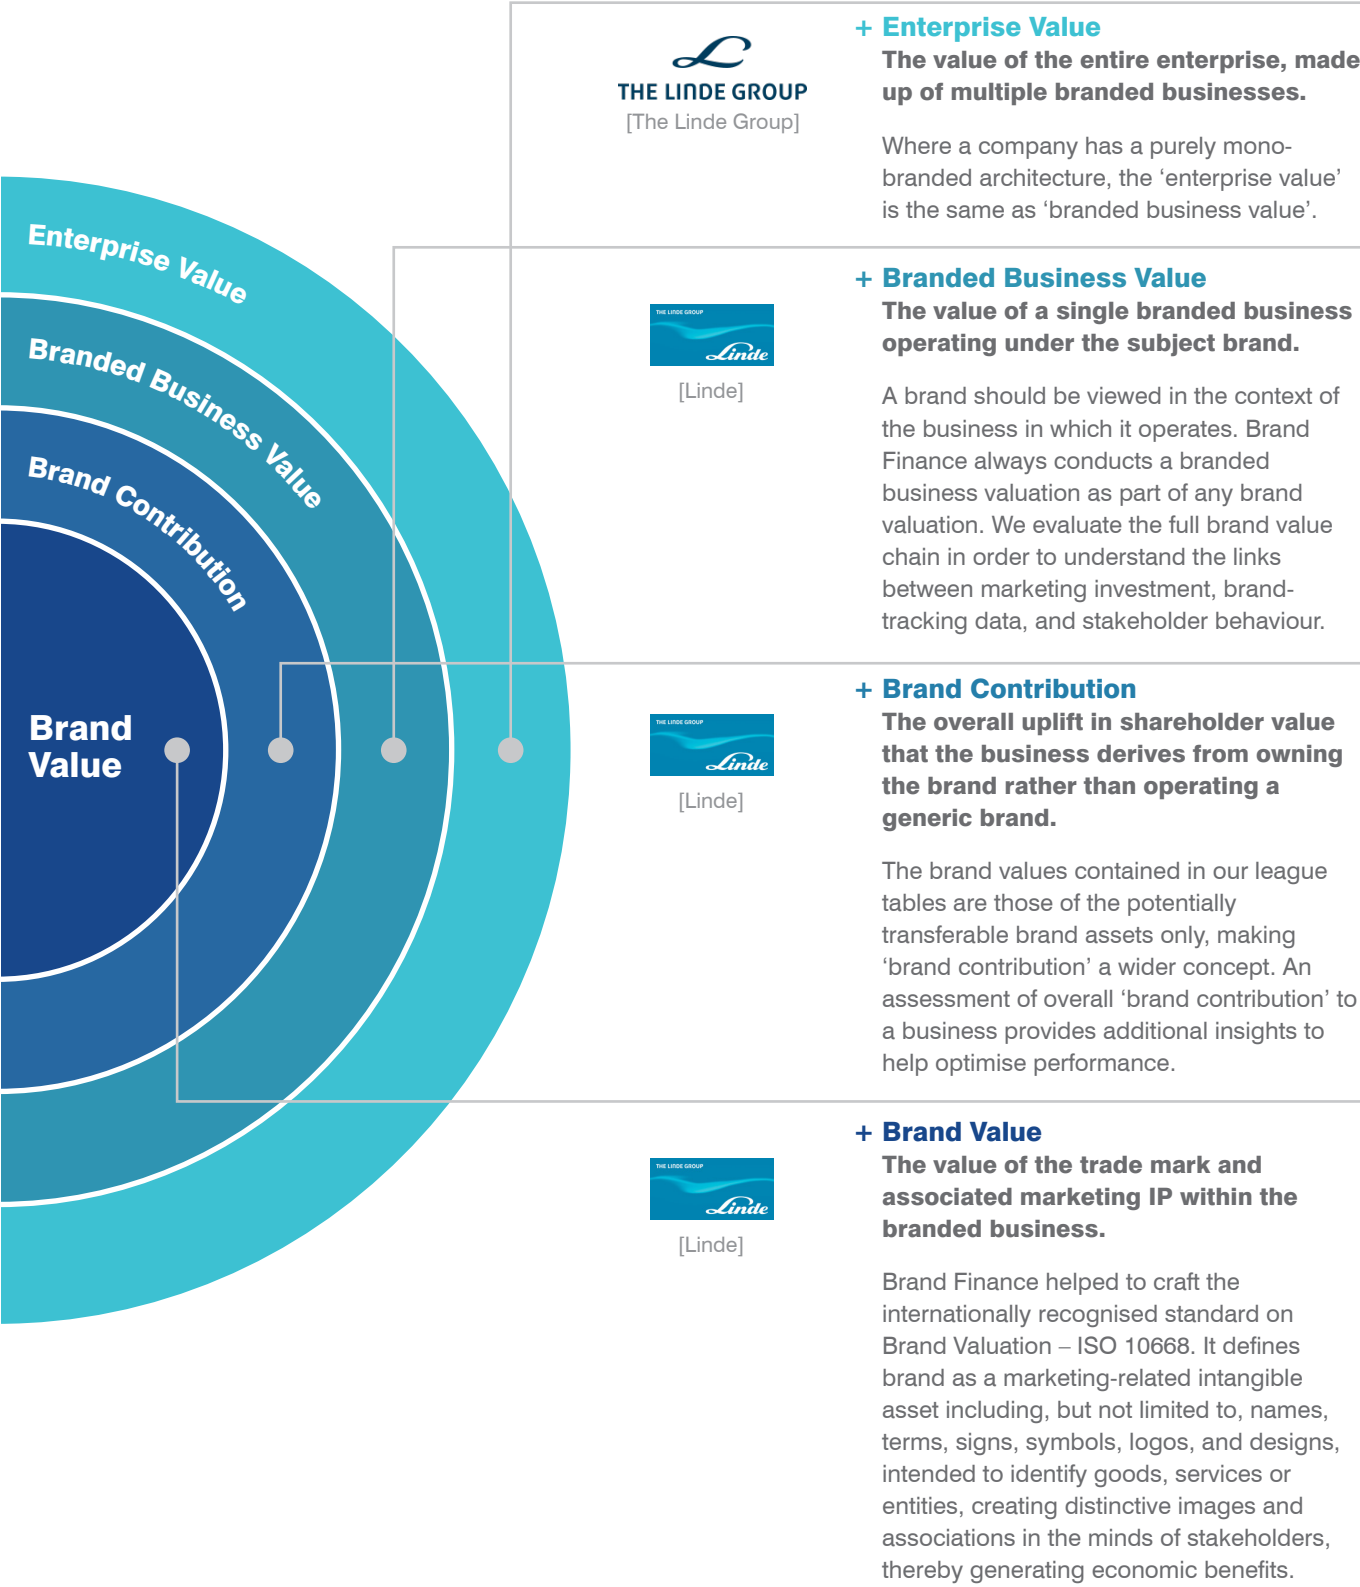 Enterprise Value
Branded Business Value
Brand Contribution
Brand
Value
THE LINDE GROUP
[The Linde Group]
+ Enterprise Value
The value of the entire enterprise, made
up of multiple branded businesses.
Where a company has a purely mono-
branded architecture, the ‘enterprise value’
is the same as ‘branded business value’.
THE LINDE GROUP
Linde
[Linde]
+ Branded Business Value
The value of a single branded business
operating under the subject brand.
A brand should be viewed in the context of
the business in which it operates. Brand
Finance always conducts a branded
business valuation as part of any brand
valuation. We evaluate the full brand value
chain in order to understand the links
between marketing investment, brand-
tracking data, and stakeholder behaviour.
THE LINDE GROUP
Linde
[Linde]
+ Brand Contribution
The overall uplift in shareholder value
that the business derives from owning
the brand rather than operating a
generic brand.
The brand values contained in our league
tables are those of the potentially
transferable brand assets only, making
‘brand contribution’ a wider concept. An
assessment of overall ‘brand contribution’ to
a business provides additional insights to
help optimise performance.
THE LINDE GROUP
Linde
[Linde]
+ Brand Value
The value of the trade mark and
associated marketing IP within the
branded business.
Brand Finance helped to craft the
internationally recognised standard on
Brand Valuation – ISO 10668. It defines
brand as a marketing-related intangible
asset including, but not limited to, names,
terms, signs, symbols, logos, and designs,
intended to identify goods, services or
entities, creating distinctive images and
associations in the minds of stakeholders,
thereby generating economic benefits.